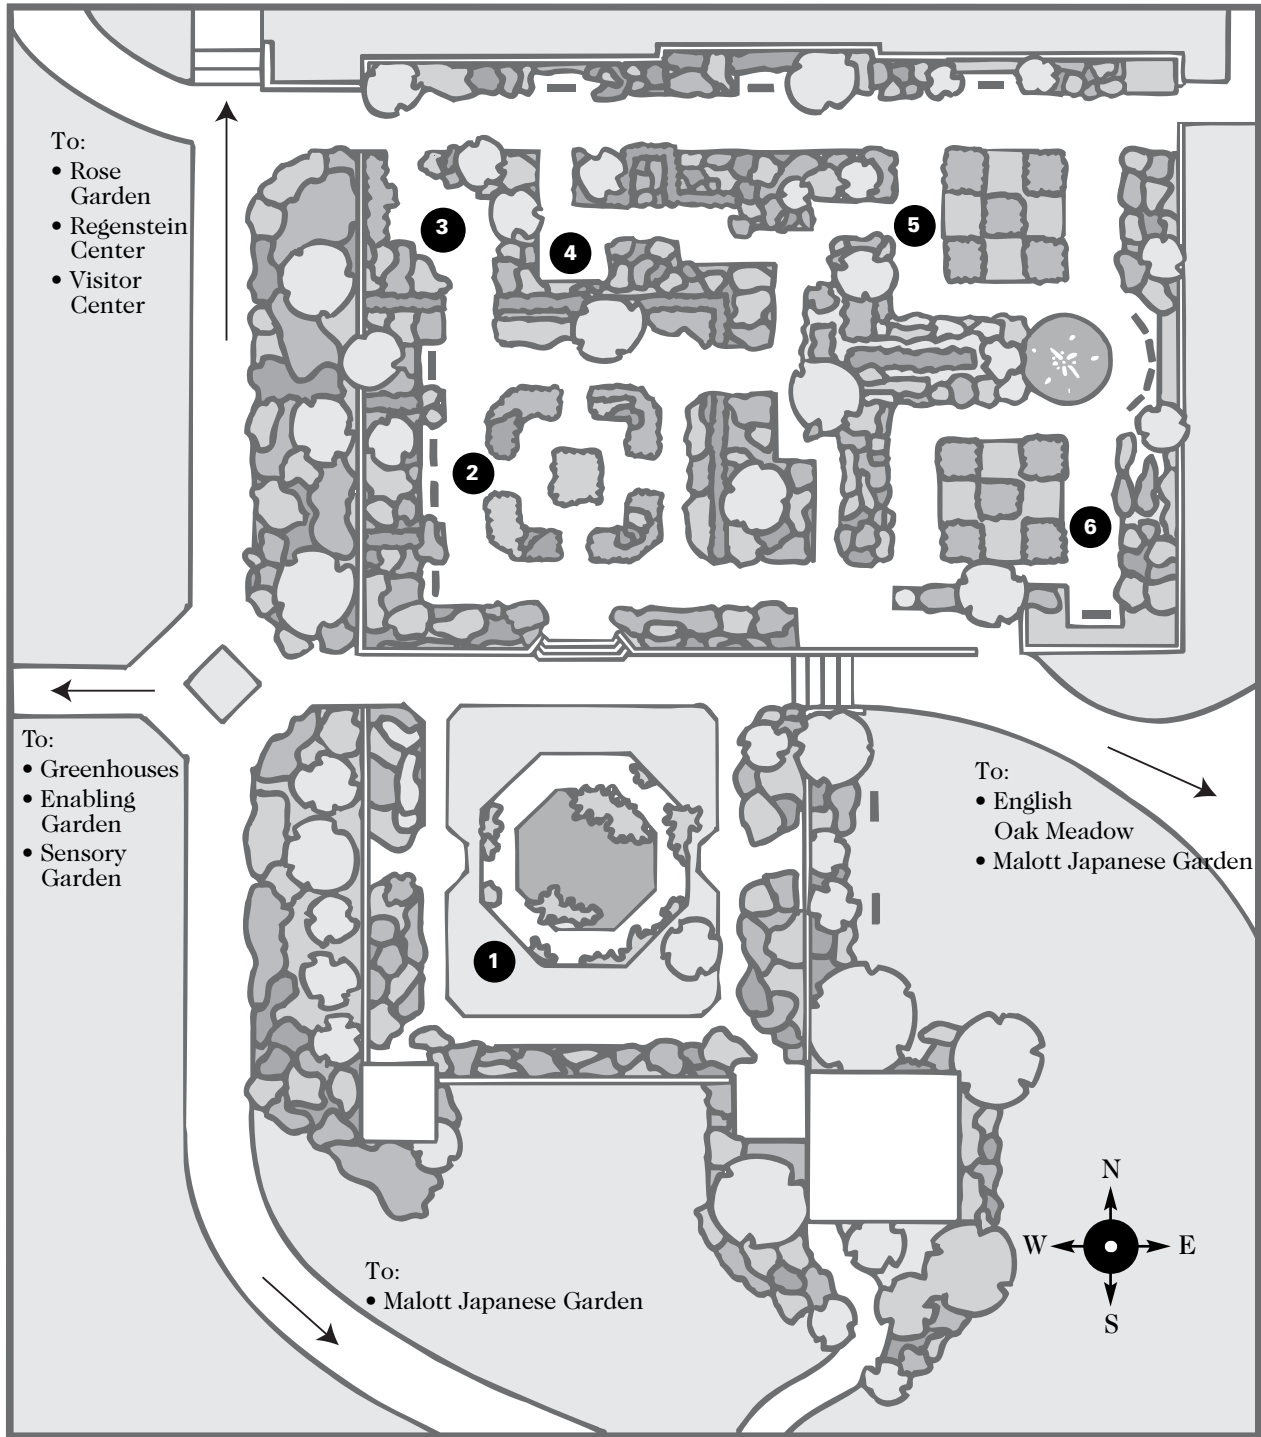 To:
• Rose
Garden
• Regenstein
Center
• Visitor
Center
3
4
5
2
6
To:
• Greenhouses
• Enabling
Garden
• Sensory
Garden
To:
• English
Oak Meadow
• Malott Japanese Garden
1
N
W E
S
To:
• Malott Japanese Garden